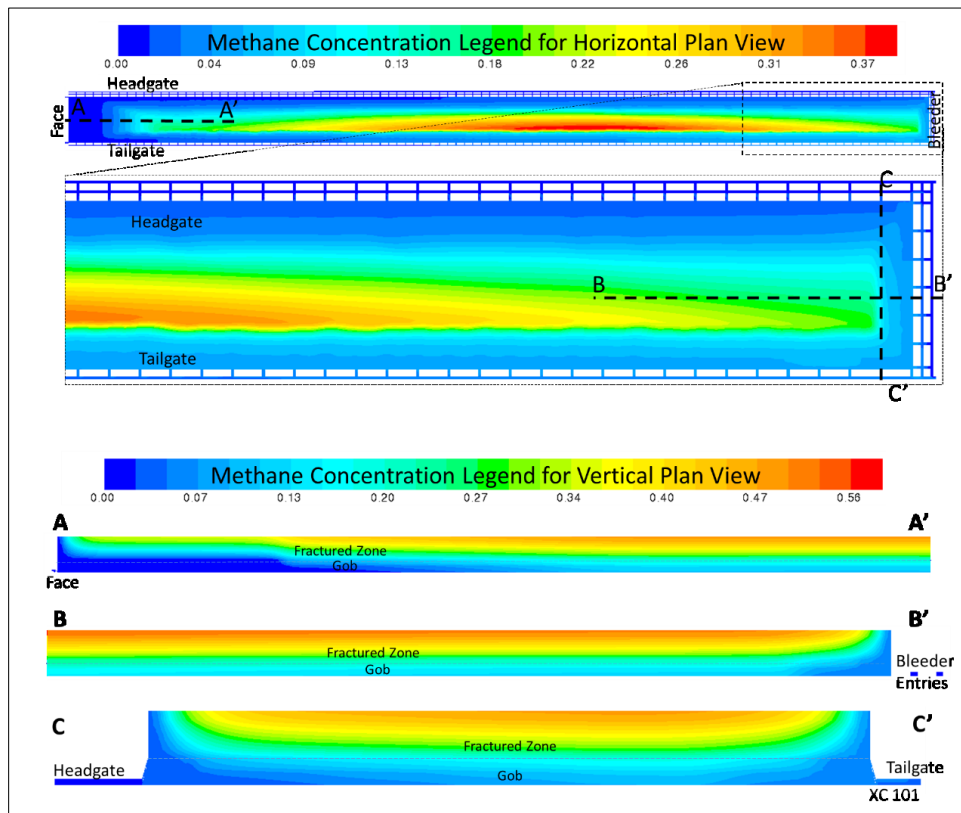 Methane Concentration Legend for Horizontal Plan View
0.00 0.04 0.09 0.13 0.18 0.22 0.26 0.31 0.37
Headgate
A A'
Face
Bleeder
Tailgate
C
Headgate
B B'
Tailgate
C'
Methane Concentration Legend for Vertical Plan View
0.00 0.07 0.13 0.20 0.27 0.34 0.40 0.47 0.56
A A'
Fractured Zone
Gob
Face
B B'
Fractured Zone
Gob
Bleeder
Entries
C C'
Fractured Zone
Headgate
Gob
Tailgate
XC 101